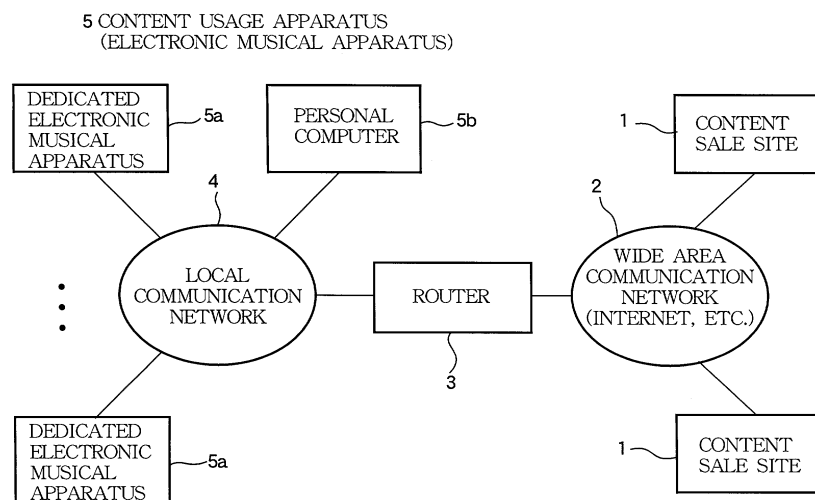 5 CONTENT USAGE APPARATUS
(ELECTRONIC MUSICAL APPARATUS)
DEDICATED
ELECTRONIC
MUSICAL
APPARATUS
5a
PERSONAL
COMPUTER
5b
1
CONTENT
SALE SITE
4
2
LOCAL
COMMUNICATION
NETWORK
ROUTER
3
WIDE AREA
COMMUNICATION
NETWORK
(INTERNET, ETC.)
DEDICATED
ELECTRONIC
MUSICAL
APPARATUS
5a
1
CONTENT
SALE SITE